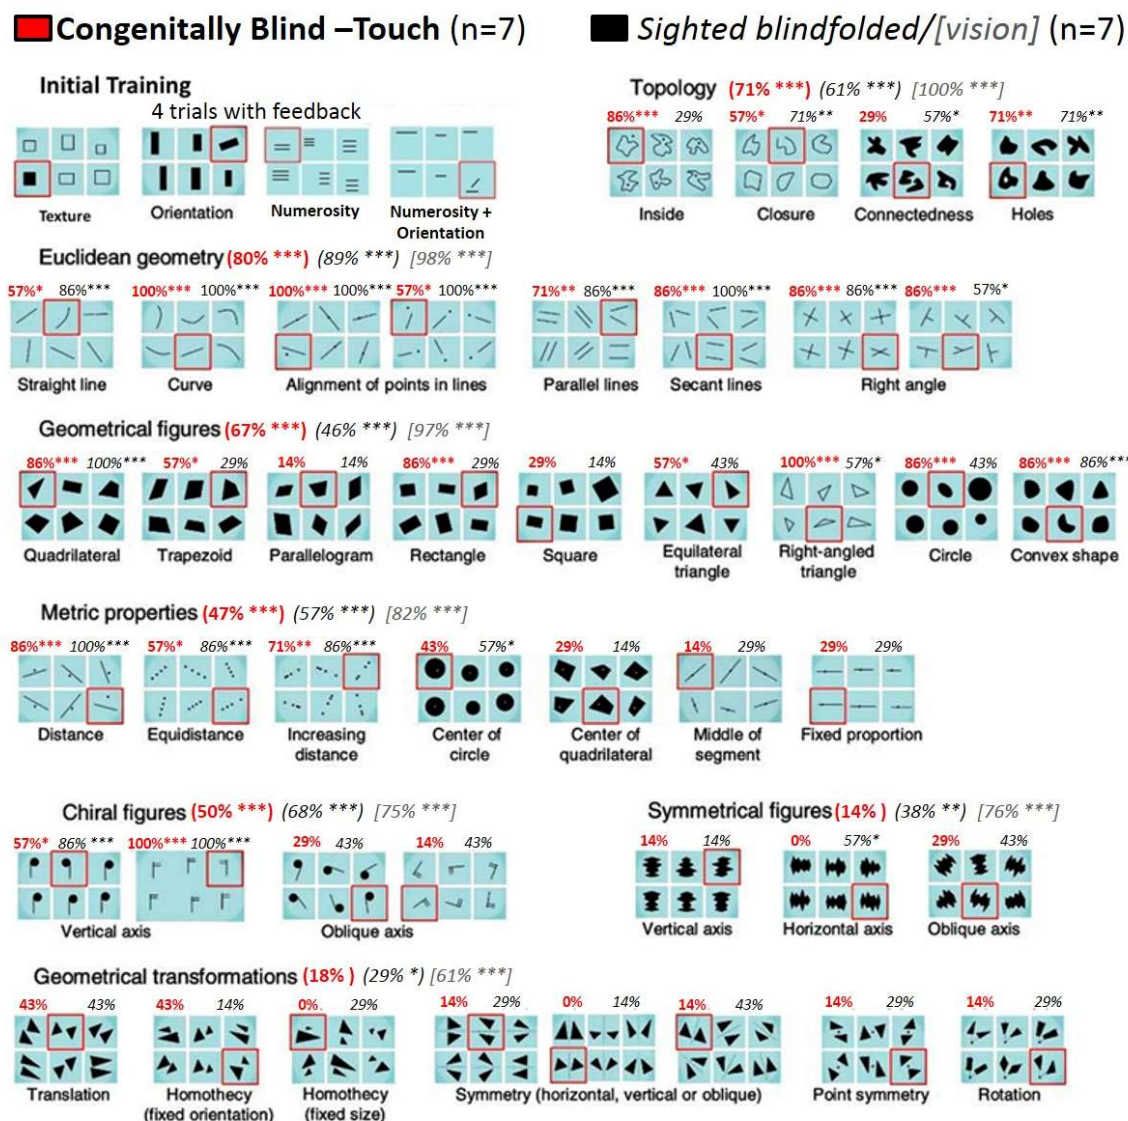 Congenitally Blind –Touch (n=7)
Sighted blindfolded/[vision] (n=7)
Initial Training
4 trials with feedback
Texture
Orientation
Numerosity
Numerosity +
Orientation
Topology (71% ***) (61% ***) [100% ***]
86%*** 29% 57%* 71%** 29% 57%* 71%** 71%**
Inside Closure Connectedness Holes
Euclidean geometry (80% ***) (89% ***) [98% ***]
57%* 86%*** 100%*** 100%*** 100%*** 100%*** 57%* 100%*** 71%** 86%*** 86%*** 100%*** 86%*** 86%*** 86%*** 57%*
Straight line Curve Alignment of points in lines Parallel lines Secant lines Right angle
Geometrical figures (67% ***) (46% ***) [97% ***]
86%*** 100%*** 57%* 29% 14% 14% 86%*** 29% 29% 14% 57%* 43% 100%*** 57%* 86%*** 43% 86%*** 86%***
Quadrilateral Trapezoid Parallelogram Rectangle Square Equilateral Right-angled Circle Convex shape
triangle triangle
Metric properties (47% ***) (57% ***) [82% ***]
86%*** 100%*** 57%* 86%*** 71%** 86%*** 43% 57%* 29% 14% 14% 29% 29% 29%
Distance Equidistance Increasing Center of Center of Middle of Fixed proportion
distance circle quadrilateral segment
Chiral figures (50% ***) (68% ***) [75% ***]
57%* 86% *** 100%*** 100%*** 29% 43% 14% 43%
Vertical axis Oblique axis
Symmetrical figures (14% ) (38% **) [76% ***]
14% 14% 0% 57%* 29% 43%
Vertical axis Horizontal axis Oblique axis
Geometrical transformations (18% ) (29% *) [61% ***]
43% 43% 43% 14% 0% 29% 14% 29% 0% 14% 14% 43% 14% 29% 14% 29%
Translation Homothecy Homothecy Symmetry (horizontal, vertical or oblique) Point symmetry Rotation
(fixed orientation) (fixed size)